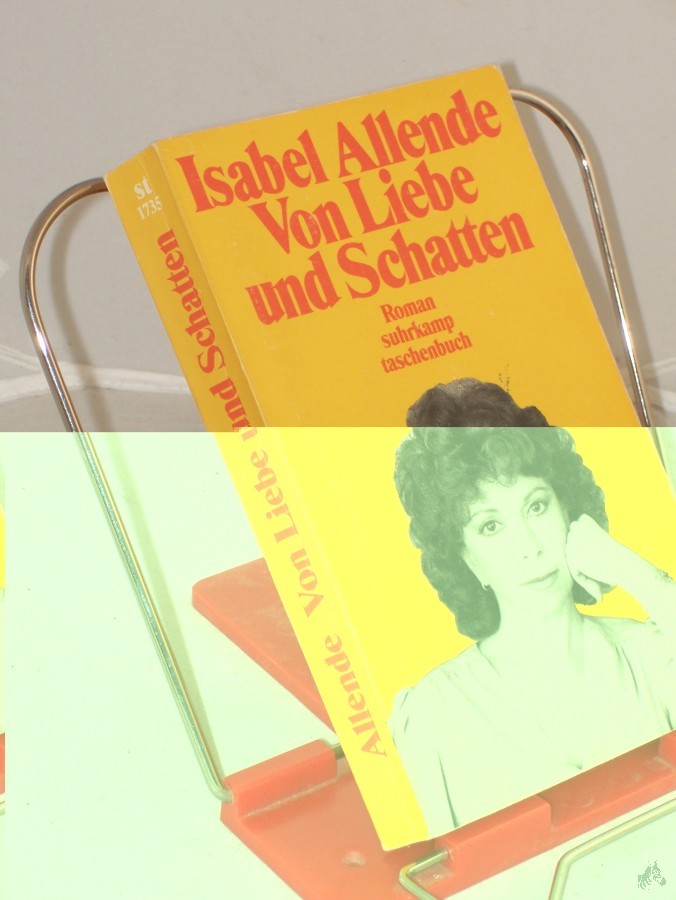 Isabel Allende
Von Liebe
und Schatten
Roman
suhrkamp
taschenbuch
st
1735
Allende Von Liebe und Schatten